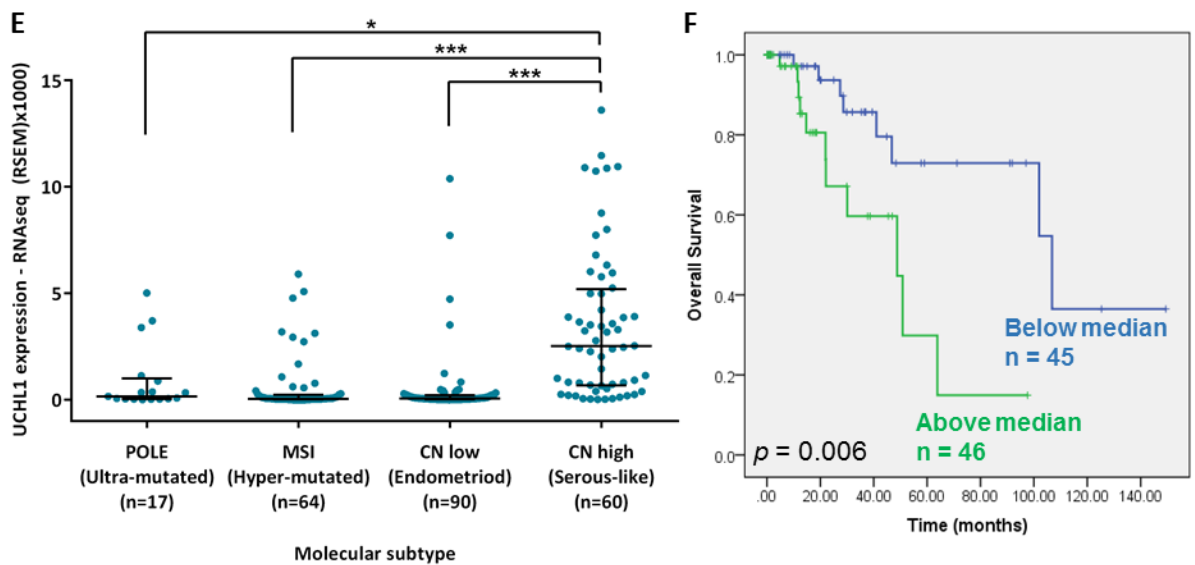 E
*
***
***
15
10
5
0
UCHL1 expression - RNAseq (RSEM)x1000
POLE
(Ultra-mutated)
(n=17)
MSI
(Hyper-mutated)
(n=64)
CN low
(Endometriod)
(n=90)
CN high
(Serous-like)
(n=60)
Molecular subtype
F
1.0
0.8
0.6
0.4
0.2
0.0
Overall Survival
Below median
n = 45
Above median
n = 46
p = 0.006
.00 20.00 40.00 60.00 80.00 100.00 120.00 140.00
Time (months)